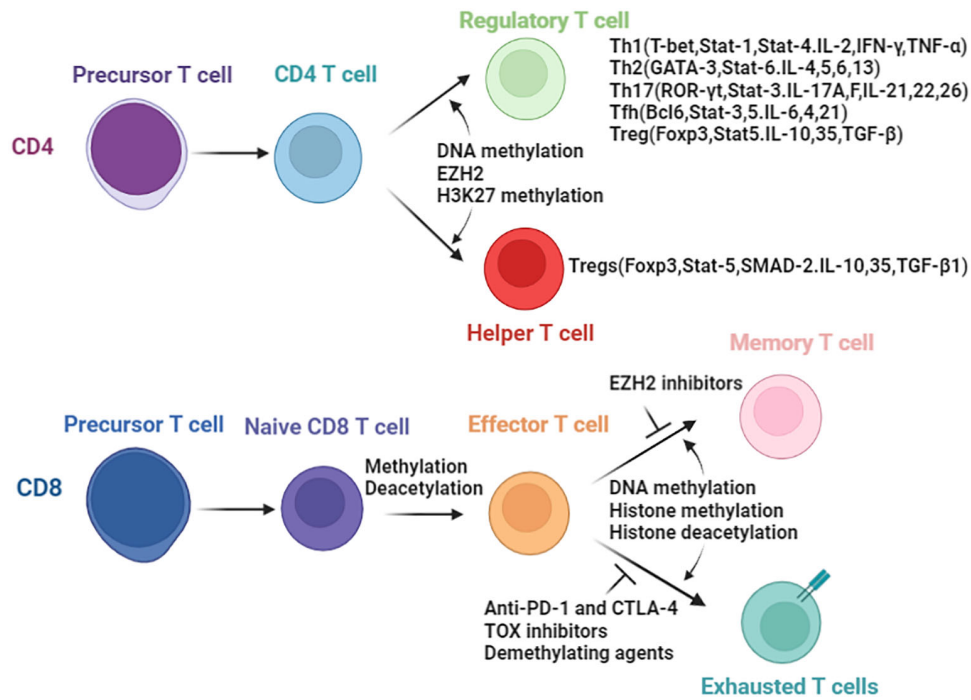 Regulatory T cell
Precursor T cell
CD4 T cell
CD4
Th1(T-bet,Stat-1,Stat-4.IL-2,IFN-γ,TNF-α)
Th2(GATA-3,Stat-6.IL-4,5,6,13)
Th17(ROR-γt,Stat-3.IL-17A,F,IL-21,22,26)
Tfh(Bcl6,Stat-3,5.IL-6,4,21)
Treg(Foxp3,Stat5.IL-10,35,TGF-β)
DNA methylation
EZH2
H3K27 methylation
Tregs(Foxp3,Stat-5,SMAD-2.IL-10,35,TGF-β1)
Helper T cell
Memory T cell
EZH2 inhibitors
Precursor T cell
Naive CD8 T cell
Effector T cell
CD8
Methylation
Deacetylation
DNA methylation
Histone methylation
Histone deacetylation
Anti-PD-1 and CTLA-4
TOX inhibitors
Demethylating agents
Exhausted T cells